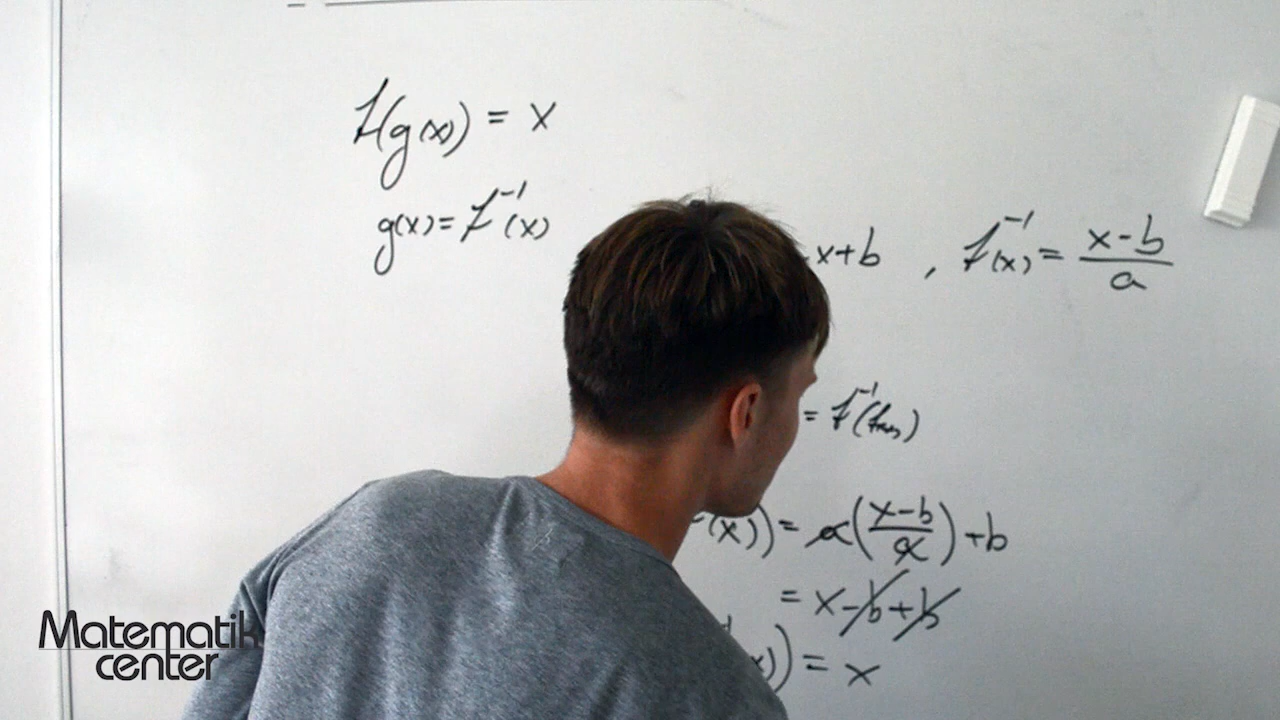 f(g(x)) = x
g(x) = f⁻¹(x)
x+b , f⁻¹(x) = (x-b)/a
= f⁻¹(f(x))
(x)) = a((x-b)/a) + b
= x-b+b
x)) = x
Matematik
center